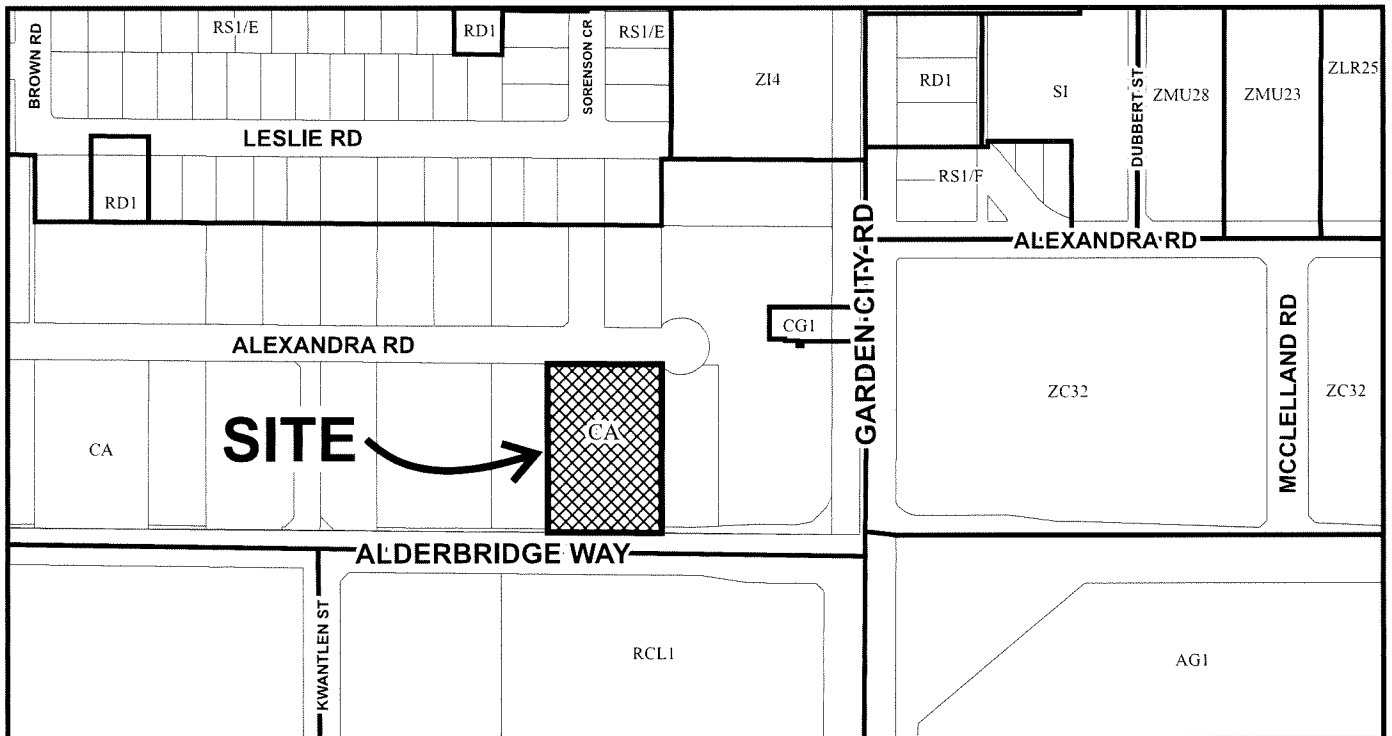 RS1/E
RD1
RS1/E
BROWN RD
SORENSON CR
ZI4
RD1
SI
DUBBERT ST
ZMU28
ZMU23
ZLR25
LESLIE RD
RD1
RS1/F
ALEXANDRA RD
GARDEN CITY RD
CG1
ALEXANDRA RD
MCCLELLAND RD
ZC32
ZC32
CA
SITE
CA
ALDERBRIDGE WAY
KWANTLEN ST
RCL1
AG1